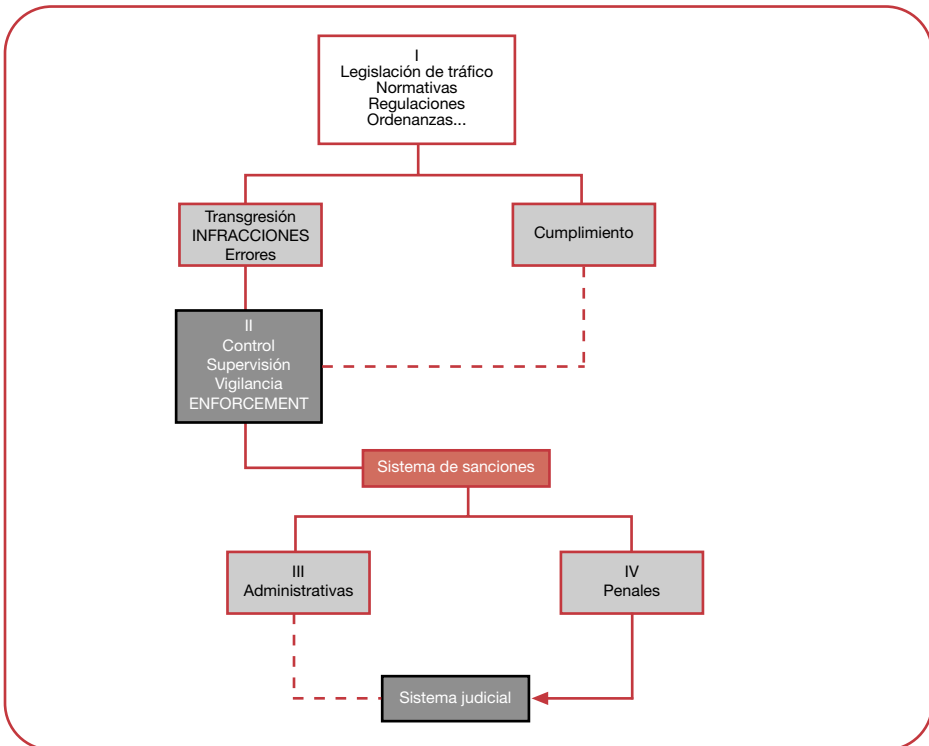 I
Legislación de tráfico
Normativas
Regulaciones
Ordenanzas...
Transgresión
INFRACCIONES
Errores
Cumplimiento
II
Control
Supervisión
Vigilancia
ENFORCEMENT
Sistema de sanciones
III
Administrativas
IV
Penales
Sistema judicial